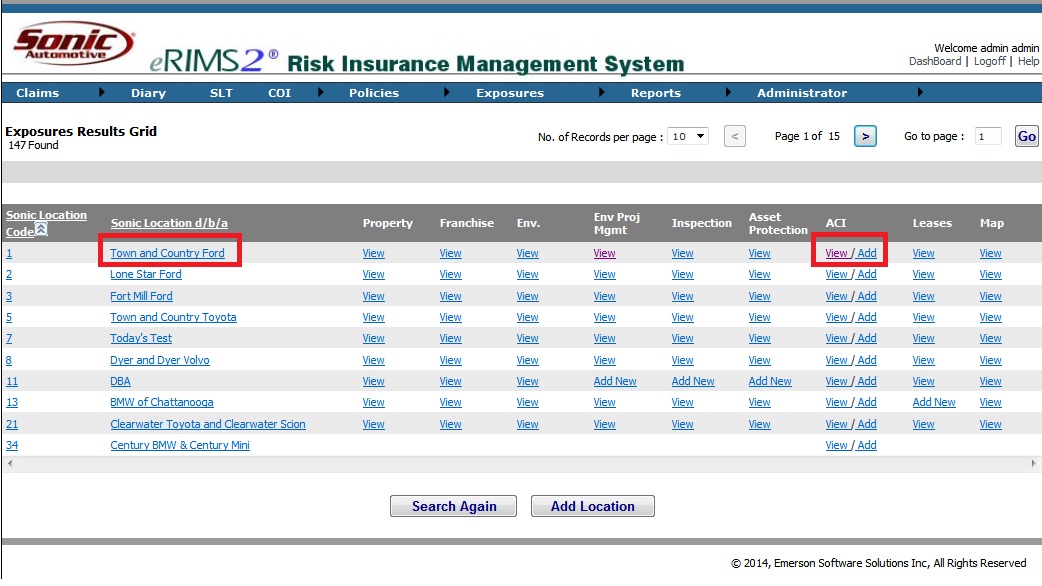 Sonic
Automotive
eRIMS2® Risk Insurance Management System
Welcome admin admin
DashBoard | Logoff | Help
Claims Diary SLT COI Policies Exposures Reports Administrator
Exposures Results Grid
147 Found
No. of Records per page : 10 < Page 1 of 15 > Go to page : 1 Go
Sonic Location Code Sonic Location d/b/a Property Franchise Env. Env Proj Mgmt Inspection Asset Protection ACI Leases Map
1 Town and Country Ford View View View View View View View / Add View View
2 Lone Star Ford View View View View View View View / Add View View
3 Fort Mill Ford View View View View View View View / Add View View
5 Town and Country Toyota View View View View View View View / Add View View
7 Today's Test View View View View View View View / Add View View
8 Dyer and Dyer Volvo View View View View View View View / Add View View
11 DBA View View View Add New Add New Add New View / Add View View
13 BMW of Chattanooga View View View View View View View / Add Add New View
21 Clearwater Toyota and Clearwater Scion View View View View View View View / Add View View
34 Century BMW & Century Mini View / Add
Search Again Add Location
© 2014, Emerson Software Solutions Inc, All Rights Reserved